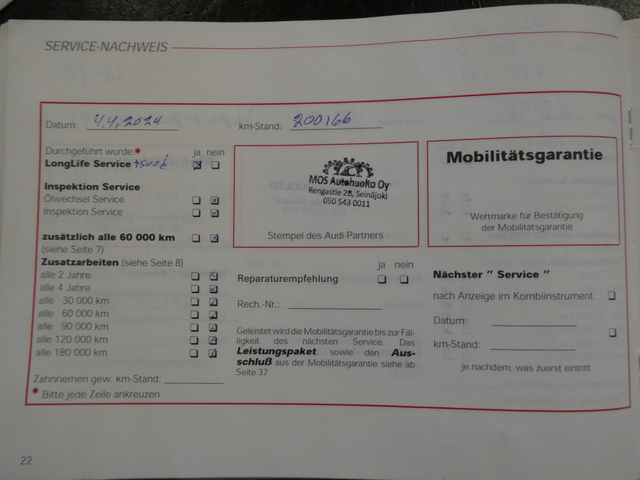 SERVICE-NACHWEIS
Datum: 4.4.2024
km-Stand: 200166
Durchgeführt wurde:* ja nein
LongLife Service
Inspektion Service
Ölwechsel Service
Inspektion Service
zusätzlich alle 60 000 km
(siehe Seite 7)
Zusatzarbeiten (siehe Seite 8)
alle 2 Jahre
alle 4 Jahre
alle 30 000 km
alle 60 000 km
alle 90 000 km
alle 120 000 km
alle 180 000 km
Zahnriemen gew. km-Stand:
* Bitte jede Zeile ankreuzen
MOS Autohuolto Oy
Rengastie 28, Seinäjoki
050 543 0011
Stempel des Audi-Partners
ja nein
Reparaturempfehlung
Rech.-Nr.:
Geleistet wird die Mobilitätsgarantie bis zur Fäl-
ligkeit des nächsten Service. Das
Leistungspaket sowie den Aus-
schluß aus der Mobilitätsgarantie siehe ab
Seite 37
Mobilitätsgarantie
Wertmarke für Bestätigung
der Mobilitätsgarantie
Nächster " Service "
nach Anzeige im Kombiinstrument
Datum:
km-Stand:
je nachdem, was zuerst eintritt
22